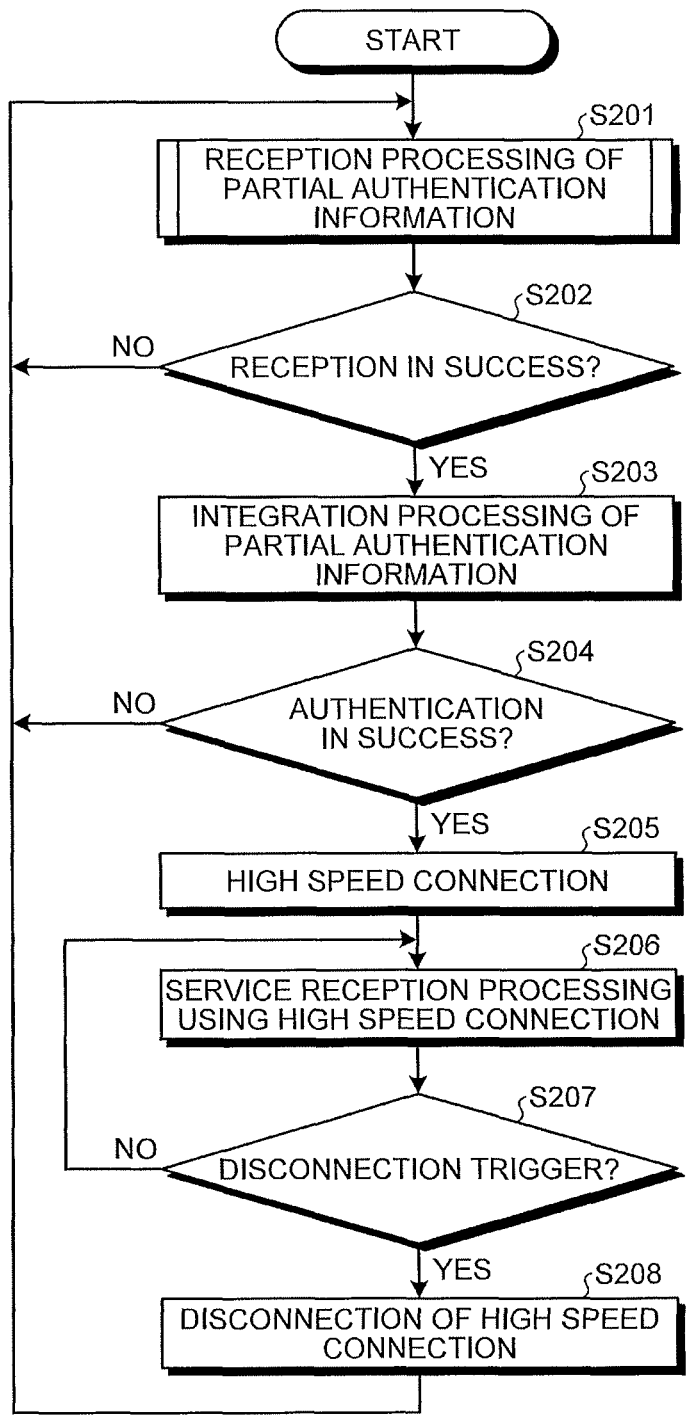 START
S201
RECEPTION PROCESSING OF
PARTIAL AUTHENTICATION
INFORMATION
S202
NO
RECEPTION IN SUCCESS?
YES
S203
INTEGRATION PROCESSING OF
PARTIAL AUTHENTICATION
INFORMATION
S204
NO
AUTHENTICATION
IN SUCCESS?
YES
S205
HIGH SPEED CONNECTION
S206
SERVICE RECEPTION PROCESSING
USING HIGH SPEED CONNECTION
S207
NO
DISCONNECTION TRIGGER?
YES
S208
DISCONNECTION OF HIGH SPEED
CONNECTION